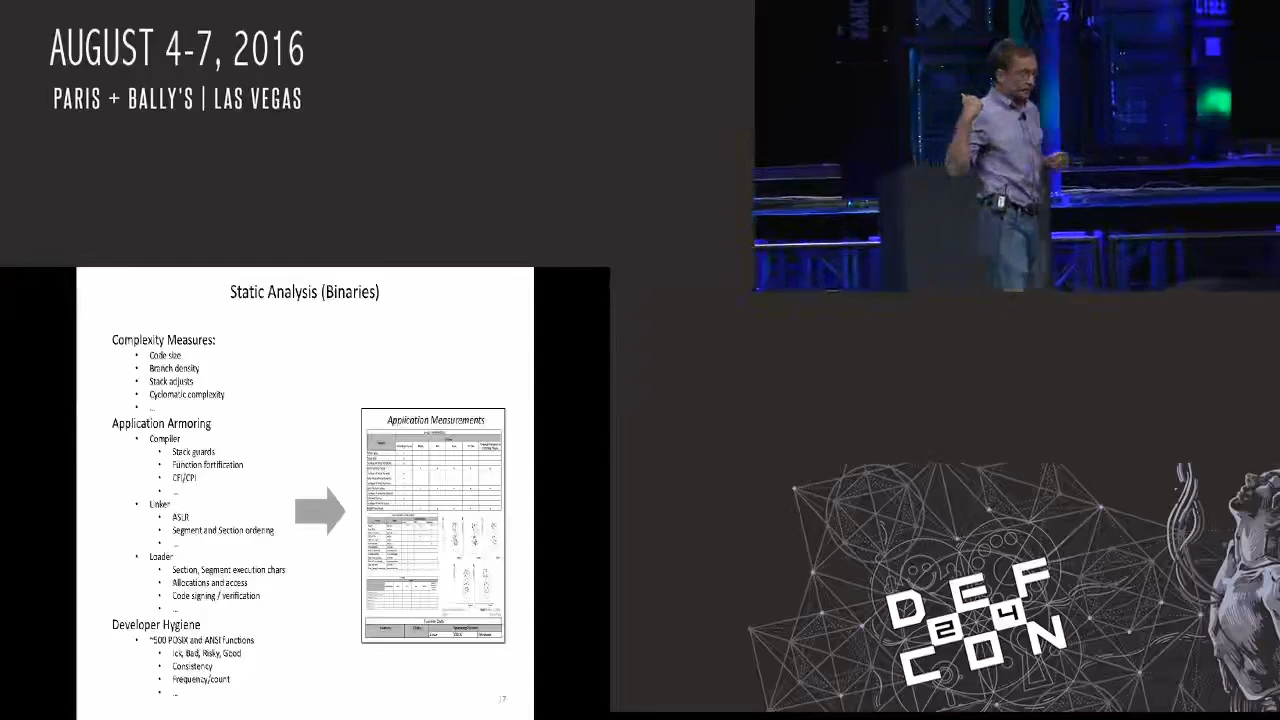 AUGUST 4-7, 2016
PARIS + BALLY'S | LAS VEGAS
Static Analysis (Binaries)
Complexity Measures:
• Code size
• Branch density
• Stack adjusts
• Cyclomatic complexity
• ...
Application Armoring
• Compiler
• Stack guards
• Function fortification
• CFI/CPI
• ...
• Linker
• ASLR
• Segment and Section ordering
• ...
• Loader
• Section, Segment execution chars
• Allocations and access
• Code signing / verification
• ...
Developer Hygiene
• ~500 POSIX and ANSI functions
• Ick, Bad, Risky, Good
• Consistency
• Frequency/count
• ...
Application Measurements
DEF
24
CON